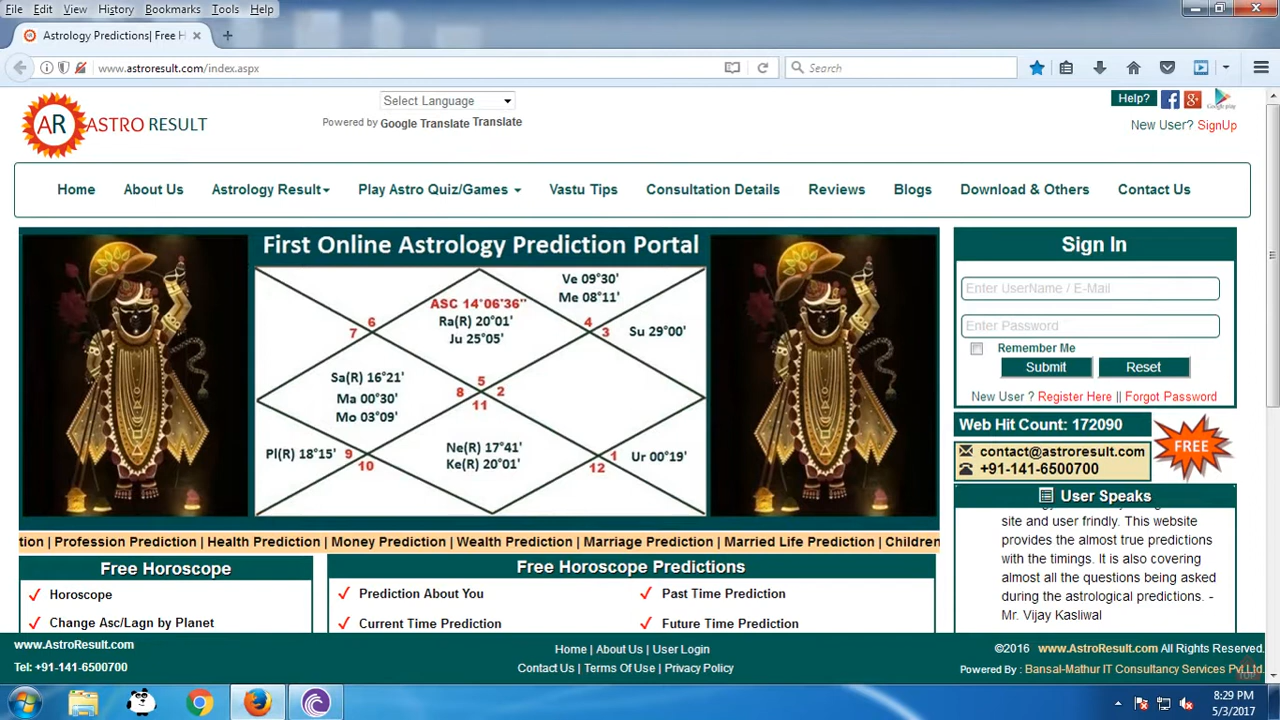 File Edit View History Bookmarks Tools Help
Astrology Predictions| Free H
www.astroresult.com/index.aspx
Search
AR ASTRO RESULT
Select Language
Powered by Google Translate Translate
Help?
Google play
New User? SignUp
Home About Us Astrology Result Play Astro Quiz/Games Vastu Tips Consultation Details Reviews Blogs Download & Others Contact Us
First Online Astrology Prediction Portal
Ve 09°30'
Me 08°11'
ASC 14°06'36"
Ra(R) 20°01'
Ju 25°05'
Su 29°00'
6
7
4
3
Sa(R) 16°21'
Ma 00°30'
Mo 03°09'
5
8 2
11
Pl(R) 18°15'
9
10
Ne(R) 17°41'
Ke(R) 20°01'
1
12
Ur 00°19'
Sign In
Enter UserName / E-Mail
Enter Password
Remember Me
Submit Reset
New User ? Register Here || Forgot Password
Web Hit Count: 172090
FREE
contact@astroresult.com
+91-141-6500700
User Speaks
site and user frindly. This website
provides the almost true predictions
with the timings. It is also covering
almost all the questions being asked
during the astrological predictions. -
Mr. Vijay Kasliwal
tion | Profession Prediction | Health Prediction | Money Prediction | Wealth Prediction | Marriage Prediction | Married Life Prediction | Children
Free Horoscope
Horoscope
Change Asc/Lagn by Planet
Free Horoscope Predictions
Prediction About You Past Time Prediction
Current Time Prediction Future Time Prediction
www.AstroResult.com
Tel: +91-141-6500700
Home | About Us | User Login
Contact Us | Terms Of Use | Privacy Policy
©2016 www.AstroResult.com All Rights Reserved.
Powered By : Bansal-Mathur IT Consultancy Services Pvt.Ltd.
TOP
8:29 PM
5/3/2017